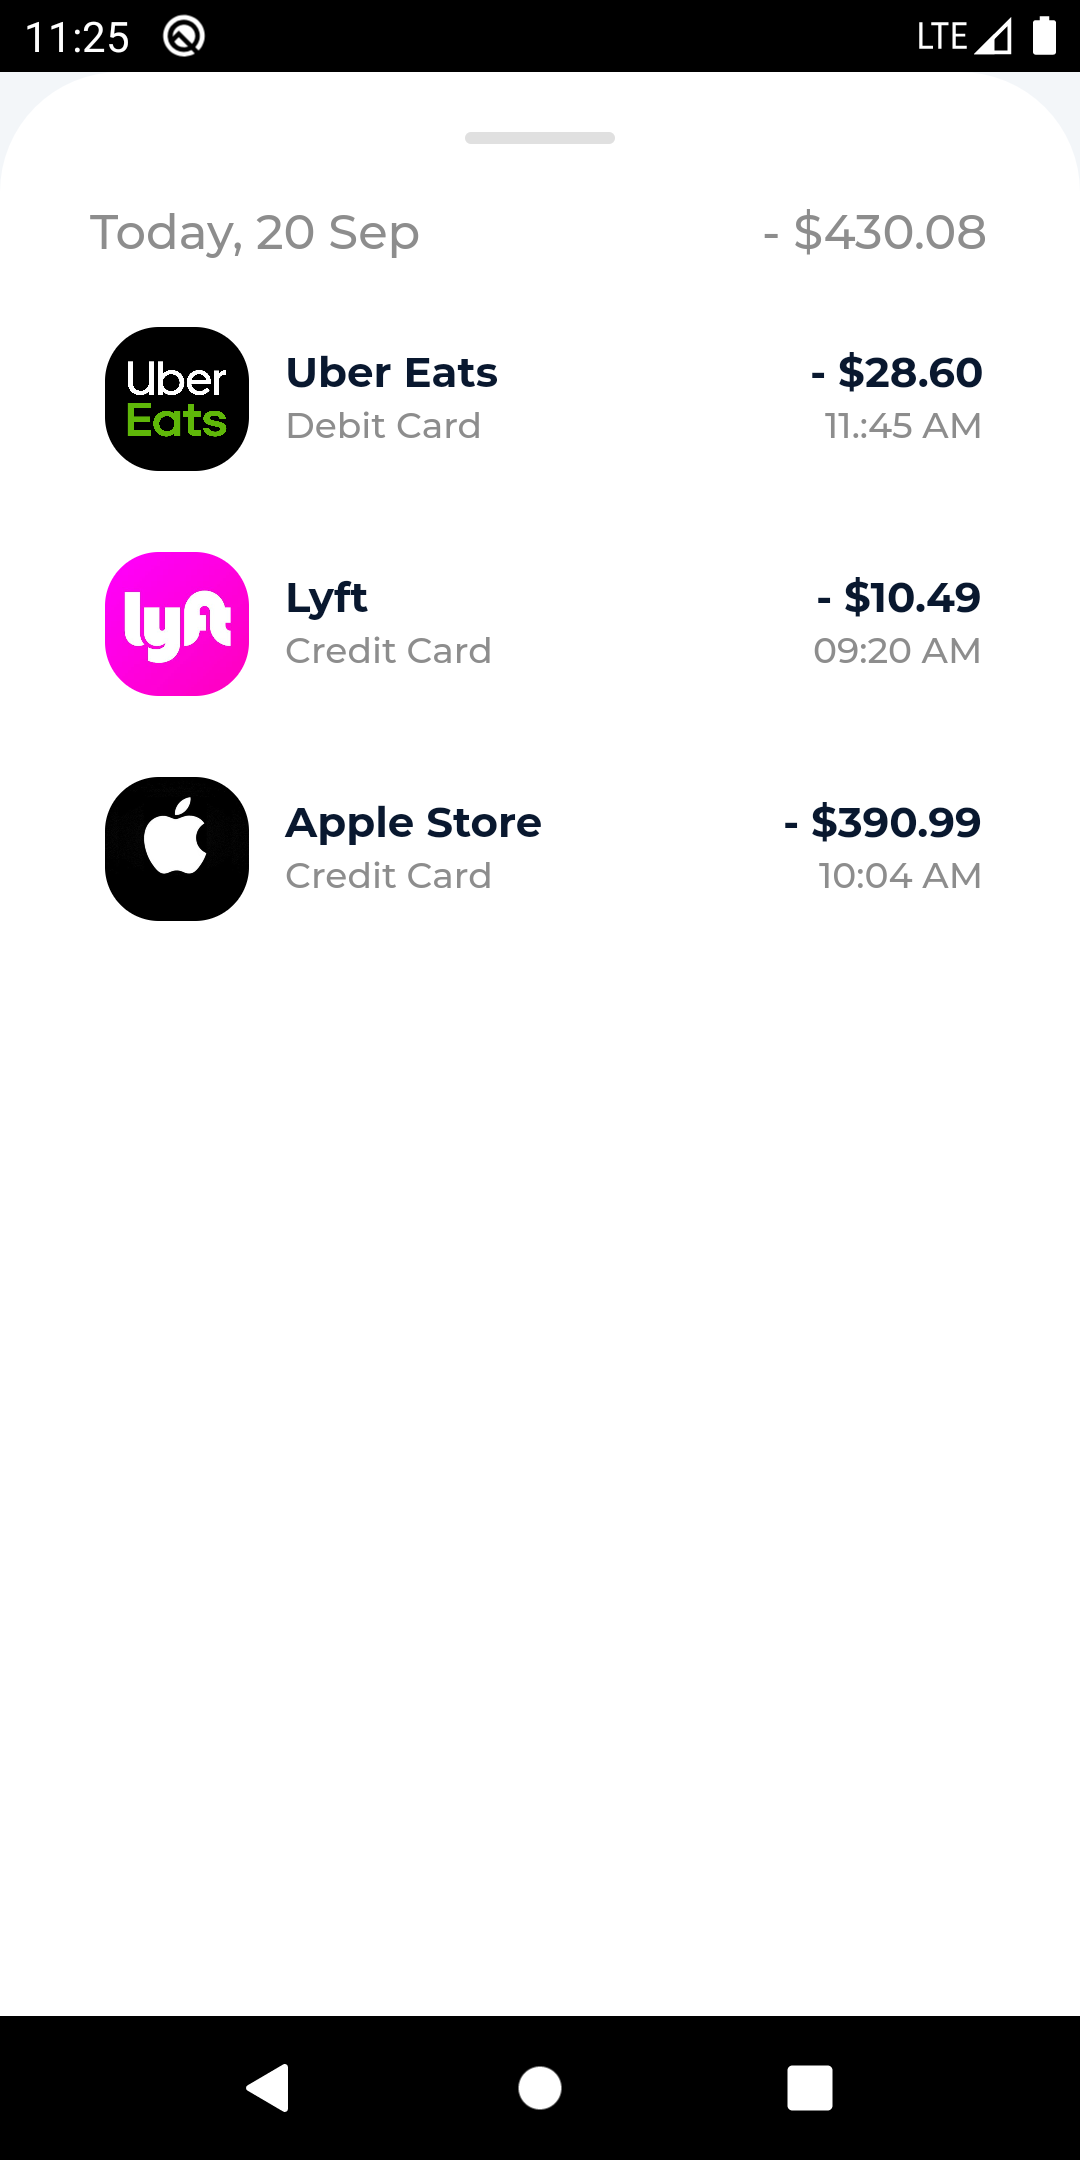 11:25 LTE
Today, 20 Sep - $430.08
Uber Eats
Uber Eats - $28.60
Debit Card 11.:45 AM
lyft
Lyft - $10.49
Credit Card 09:20 AM
Apple Store - $390.99
Credit Card 10:04 AM